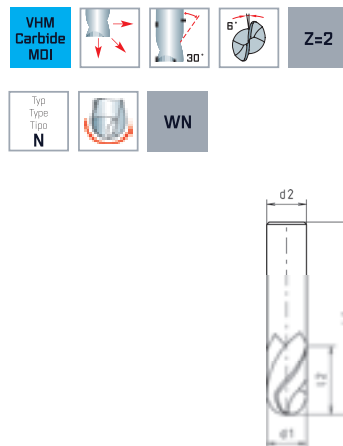 VHM
Carbide
MDI
30°
6°
Z=2
Typ
Type
Tipo
N
WN
d2
l2
d1